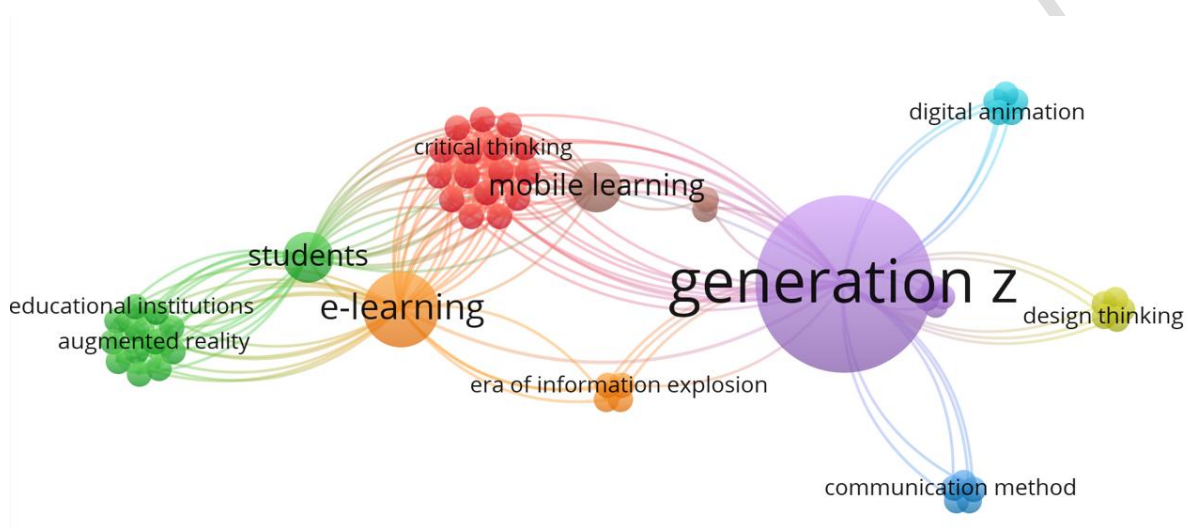 digital animation
critical thinking
mobile learning
students
generation z
educational institutions
e-learning
design thinking
augmented reality
era of information explosion
communication method